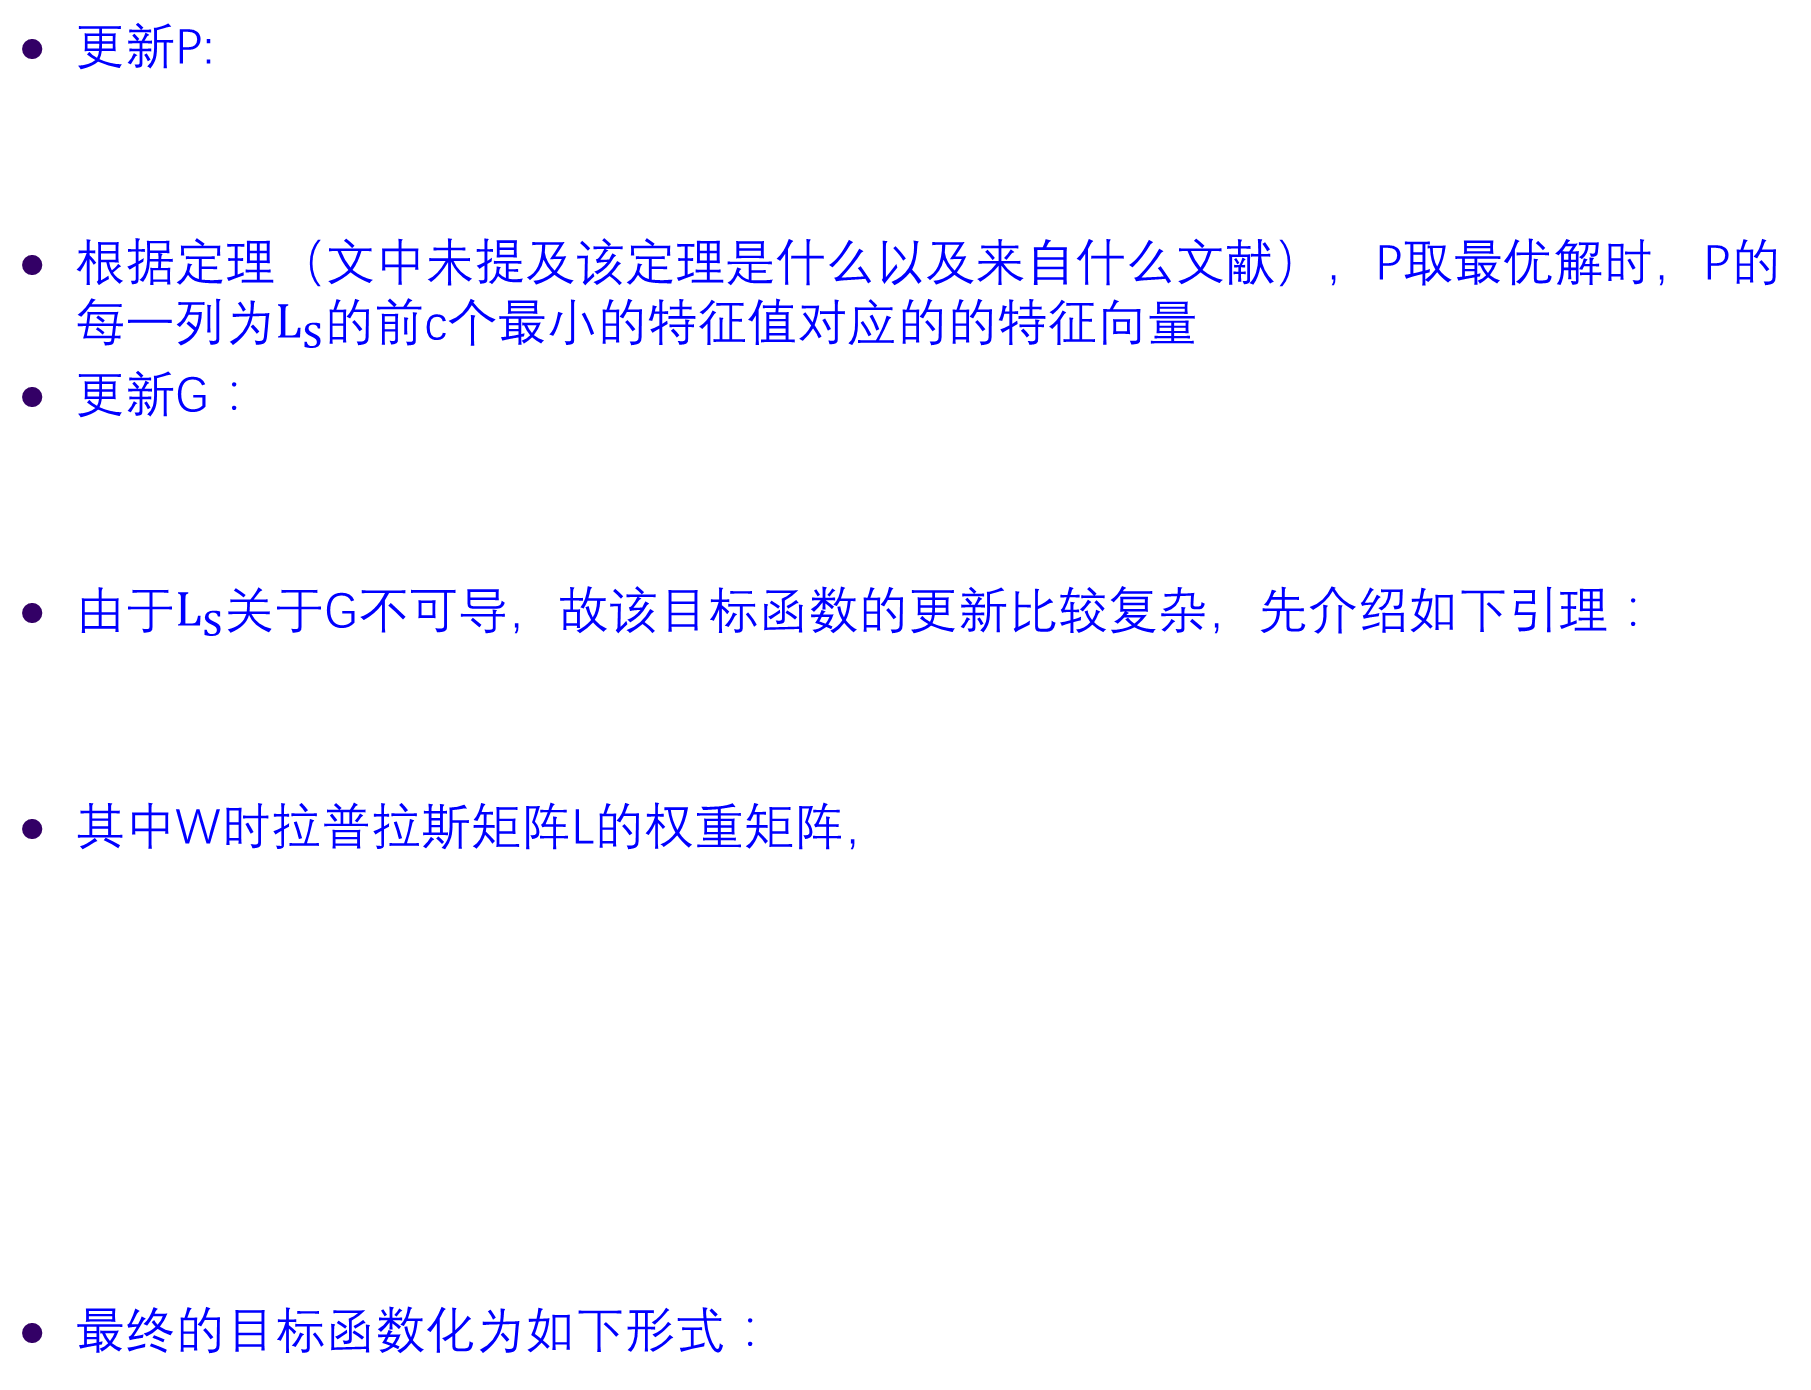 ● 更新P:
● 根据定理（文中未提及该定理是什么以及来自什么文献），P取最优解时，P的
每一列为L_S的前c个最小的特征值对应的的特征向量
● 更新G：
● 由于L_S关于G不可导，故该目标函数的更新比较复杂，先介绍如下引理：
● 其中W时拉普拉斯矩阵L的权重矩阵，
● 最终的目标函数化为如下形式：